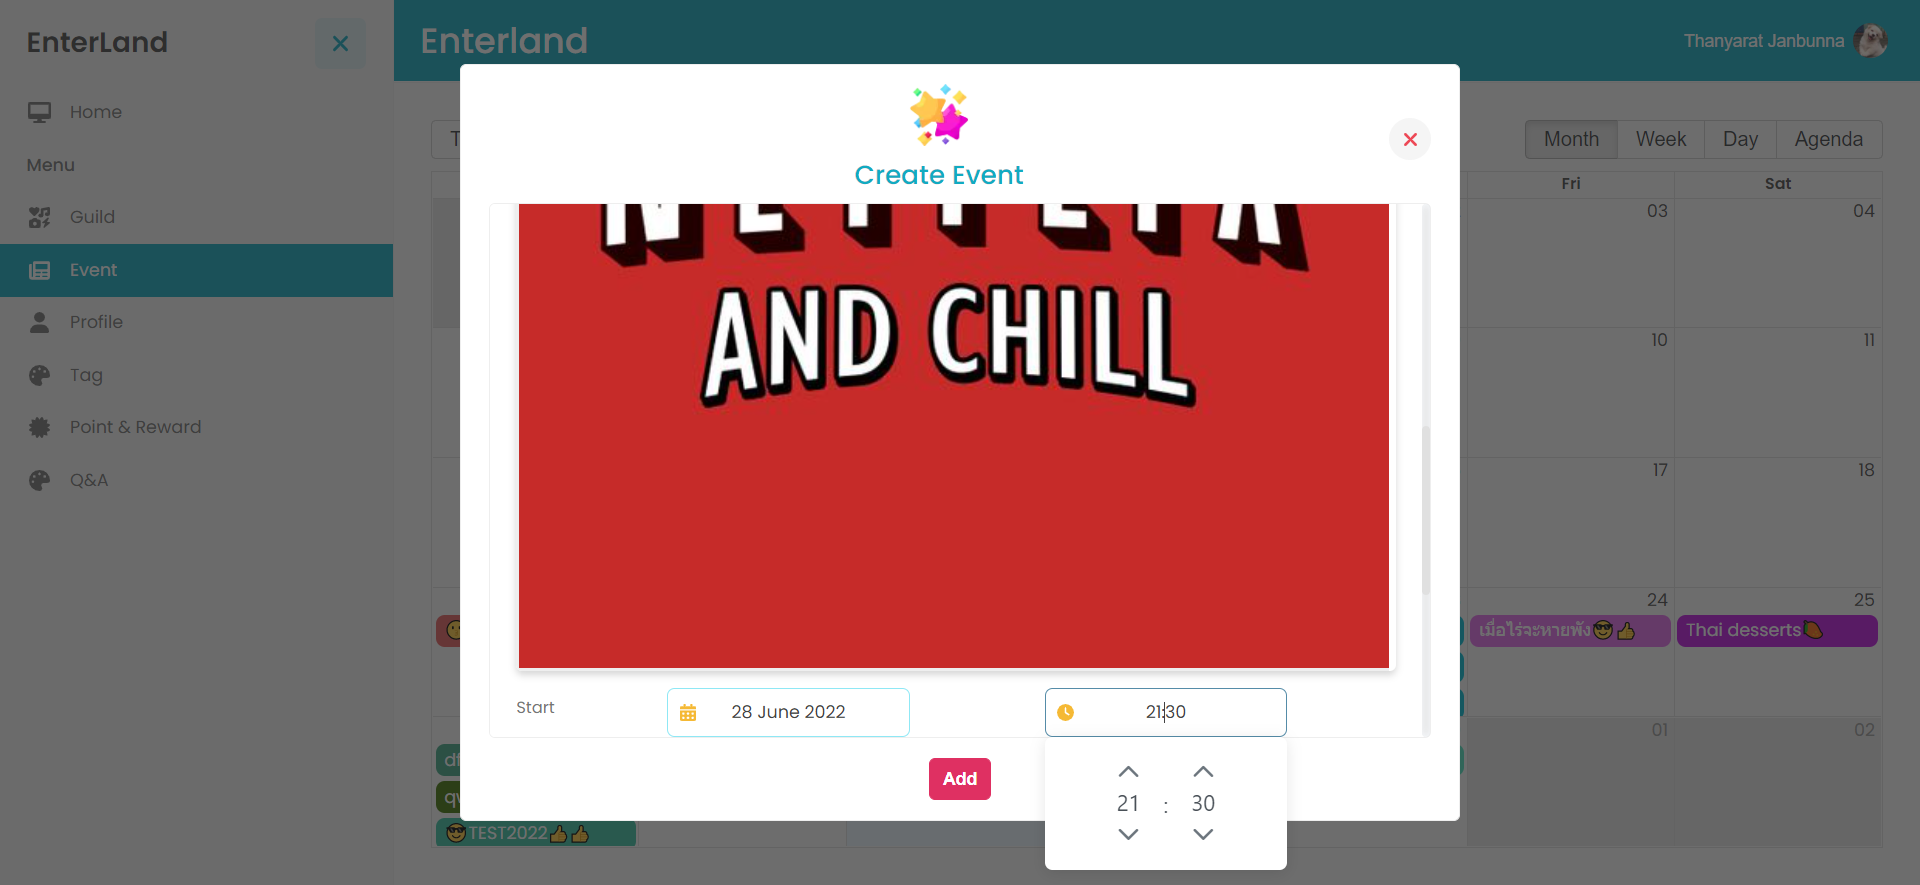 EnterLand
Enterland
Thanyarat Janbunna
Home
Menu
Guild
Event
Profile
Tag
Point & Reward
Q&A
Create Event
Month
Week
Day
Agenda
Fri
Sat
03
04
10
11
17
18
24
25
เมื่อไร่จะหายพัง😎👍
Thai desserts🥭
01
02
AND CHILL
Start
28 June 2022
21:30
Add
21 : 30
😎TEST2022👍👍